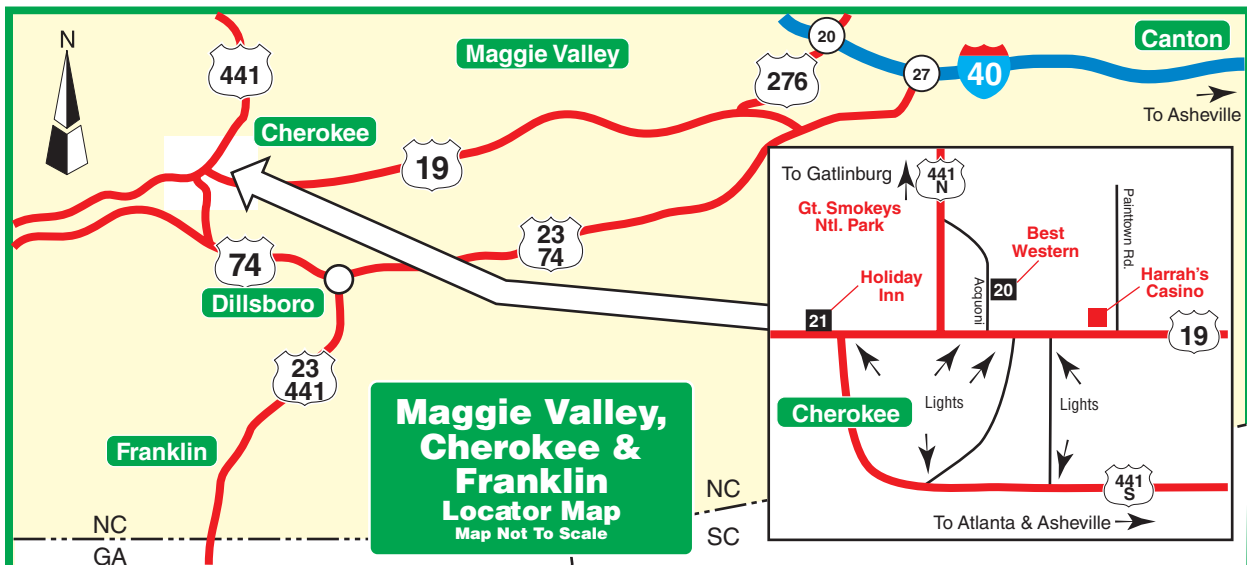 N
441
Maggie Valley
276
20
27
40
Canton
To Asheville
Cherokee
19
23
74
74
Dillsboro
23
441
Franklin
Maggie Valley,
Cherokee &
Franklin
Locator Map
Map Not To Scale
NC
GA
NC
SC
To Gatlinburg
441
N
Gt. Smokeys
Ntl. Park
Best
Western
Painttown Rd.
Holiday
Inn
Acquoni
20
Harrah's
Casino
21
19
Cherokee
Lights
Lights
441
S
To Atlanta & Asheville